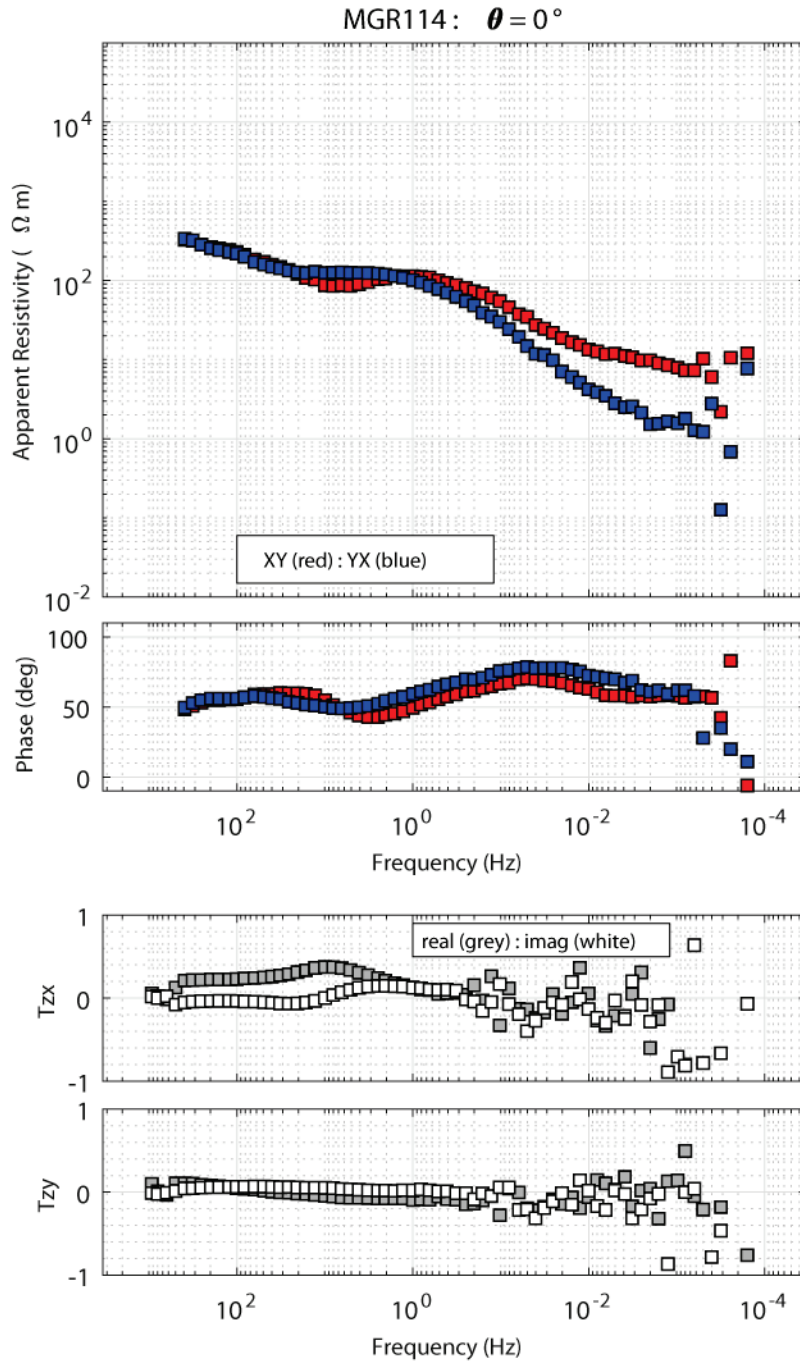 MGR114 : θ = 0 °
Apparent Resistivity ( Ω m)
10^4
10^2
10^0
10^-2
XY (red) : YX (blue)
Phase (deg)
100
50
0
10^2 10^0 10^-2 10^-4
Frequency (Hz)
Tzx
1
0
-1
real (grey) : imag (white)
Tzy
1
0
-1
10^2 10^0 10^-2 10^-4
Frequency (Hz)